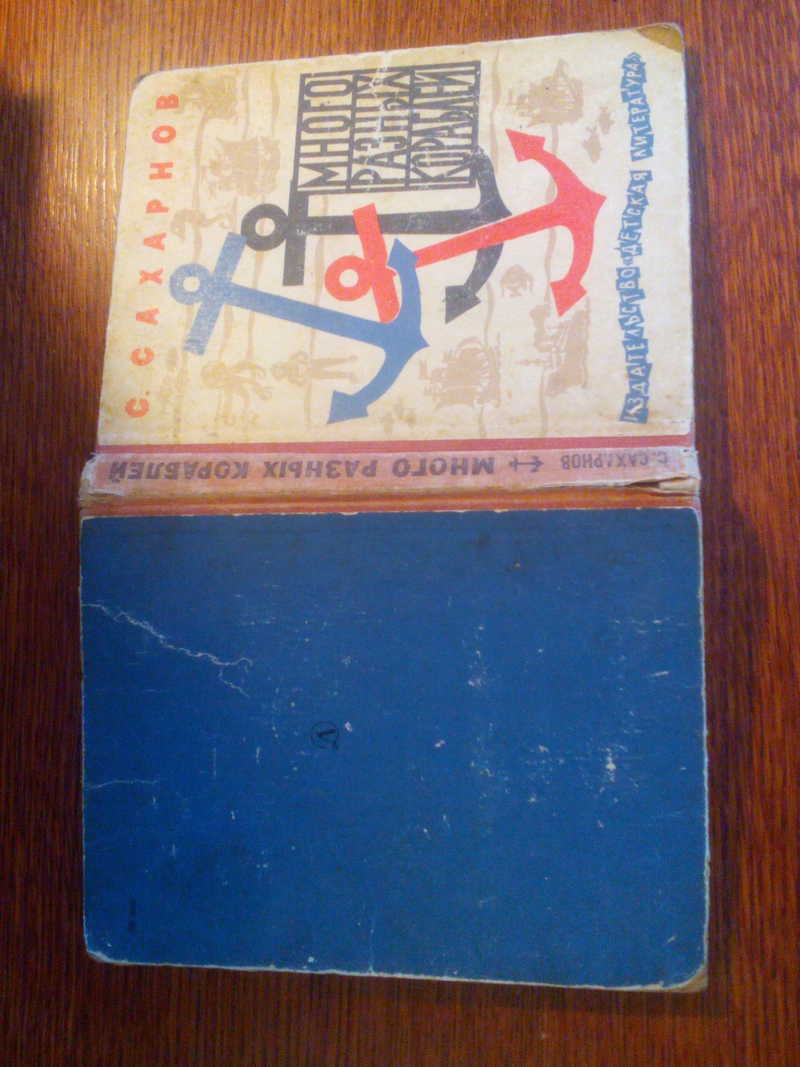 С. САХАРНОВ
МНОГО
РАЗНЫХ
КОРАБЛЕЙ
ИЗДАТЕЛЬСТВО «ДЕТСКАЯ ЛИТЕРАТУРА»
С. САХАРНОВ МНОГО РАЗНЫХ КОРАБЛЕЙ